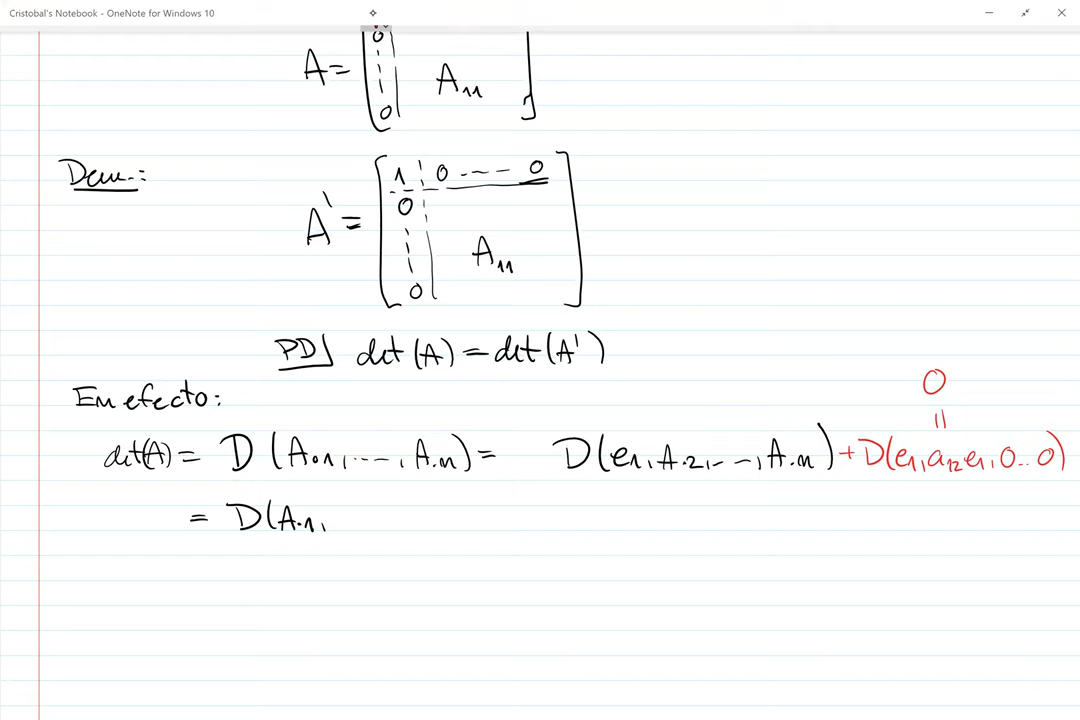 Cristobal's Notebook - OneNote for Windows 10
0
A= A₁₁
0
Dem.:
1 0 ---- 0
0
A' = A₁₁
0
PD/ det(A)=det(A')
En efecto:
0
=
det(A) = D(A.₁,----,A.n) = D(e₁,A.₂,--,A.n)+D(e₁,a₁₂e₁,0..0)
= D(A.₁,